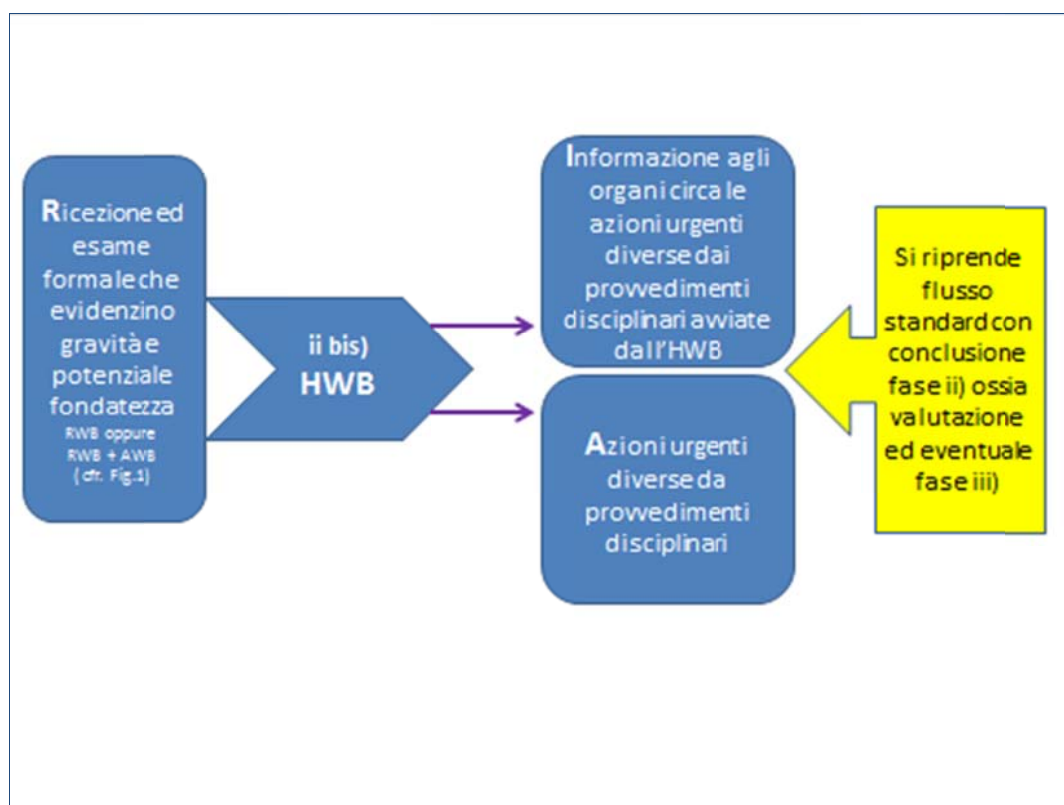 Ricezione ed
esame
formale che
evidenzino
gravità e
potenziale
fondatezza
RWB oppure
RWB + AWB
(cfr. Fig.1)
ii bis)
HWB
Informazione agli
organi circa le
azioni urgenti
diverse dai
provvedimenti
disciplinari avviate
dall'HWB
Azioni urgenti
diverse da
provvedimenti
disciplinari
Si riprende
flusso
standard con
conclusione
fase ii) ossia
valutazione
ed eventuale
fase iii)